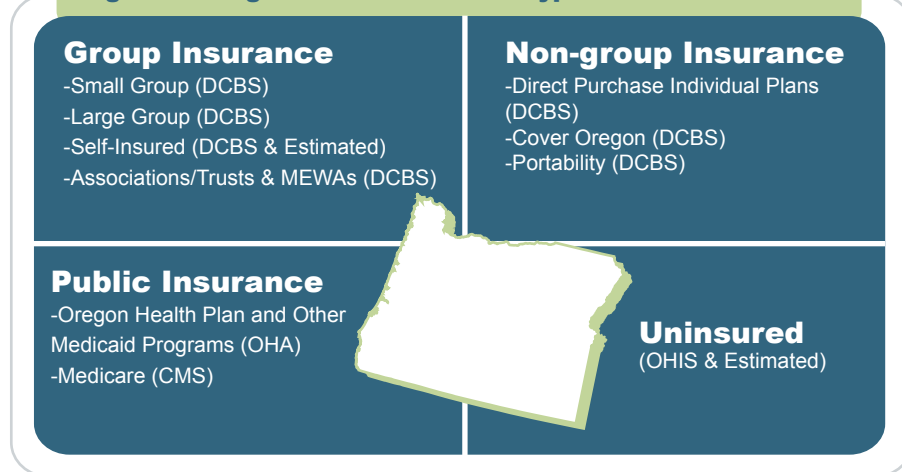 Group Insurance
-Small Group (DCBS)
-Large Group (DCBS)
-Self-Insured (DCBS & Estimated)
-Associations/Trusts & MEWAs (DCBS)
Non-group Insurance
-Direct Purchase Individual Plans
(DCBS)
-Cover Oregon (DCBS)
-Portability (DCBS)
Public Insurance
-Oregon Health Plan and Other
Medicaid Programs (OHA)
-Medicare (CMS)
Uninsured
(OHIS & Estimated)